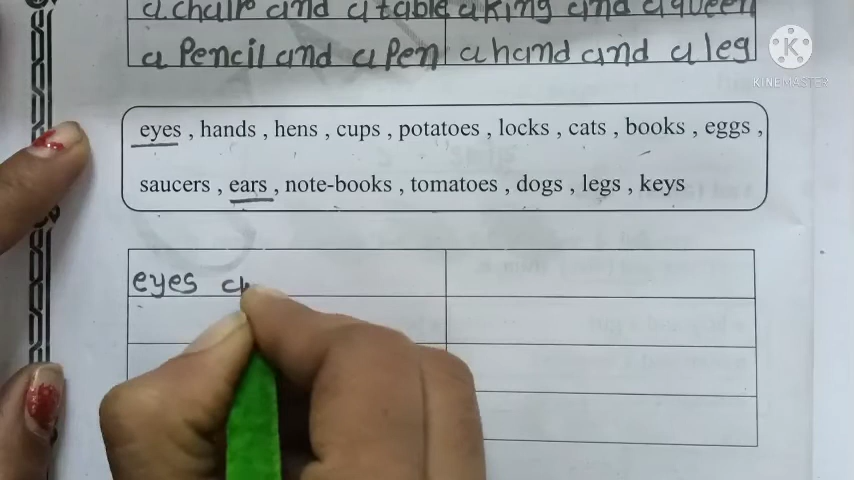 a chair and a table a king and a queen
a Pencil and a Pen a hand and a leg
KINEMASTER
eyes , hands , hens , cups , potatoes , locks , cats , books , eggs ,
saucers , ears , note-books , tomatoes , dogs , legs , keys
eyes a